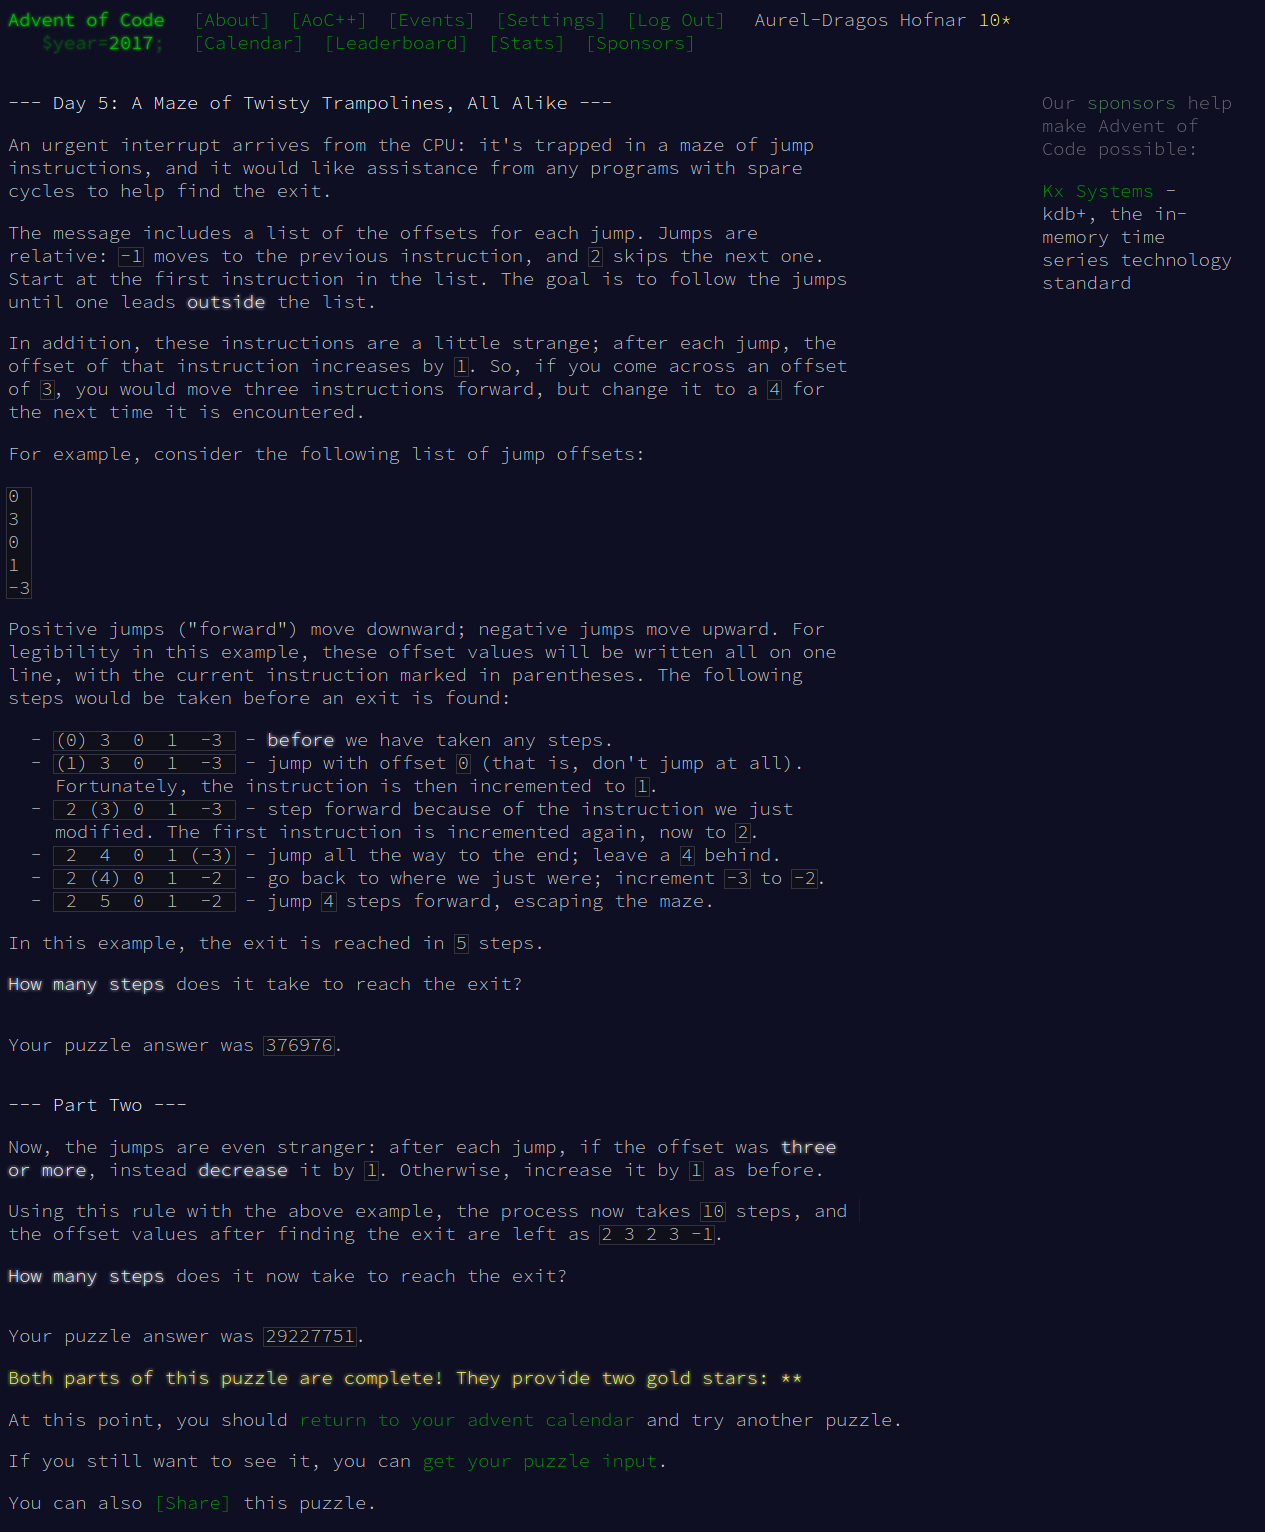 Advent of Code [About] [AoC++] [Events] [Settings] [Log Out] Aurel-Dragos Hofnar 10*
$year=2017; [Calendar] [Leaderboard] [Stats] [Sponsors]
--- Day 5: A Maze of Twisty Trampolines, All Alike ---
An urgent interrupt arrives from the CPU: it's trapped in a maze of jump
instructions, and it would like assistance from any programs with spare
cycles to help find the exit.
The message includes a list of the offsets for each jump. Jumps are
relative: -1 moves to the previous instruction, and 2 skips the next one.
Start at the first instruction in the list. The goal is to follow the jumps
until one leads outside the list.
In addition, these instructions are a little strange; after each jump, the
offset of that instruction increases by 1. So, if you come across an offset
of 3, you would move three instructions forward, but change it to a 4 for
the next time it is encountered.
For example, consider the following list of jump offsets:
0
3
0
1
-3
Positive jumps ("forward") move downward; negative jumps move upward. For
legibility in this example, these offset values will be written all on one
line, with the current instruction marked in parentheses. The following
steps would be taken before an exit is found:
- (0) 3  0  1  -3  - before we have taken any steps.
- (1) 3  0  1  -3  - jump with offset 0 (that is, don't jump at all).
Fortunately, the instruction is then incremented to 1.
-  2 (3) 0  1  -3  - step forward because of the instruction we just
modified. The first instruction is incremented again, now to 2.
-  2  4  0  1 (-3) - jump all the way to the end; leave a 4 behind.
-  2 (4) 0  1  -2  - go back to where we just were; increment -3 to -2.
-  2  5  0  1  -2  - jump 4 steps forward, escaping the maze.
In this example, the exit is reached in 5 steps.
How many steps does it take to reach the exit?
Your puzzle answer was 376976.
--- Part Two ---
Now, the jumps are even stranger: after each jump, if the offset was three
or more, instead decrease it by 1. Otherwise, increase it by 1 as before.
Using this rule with the above example, the process now takes 10 steps, and
the offset values after finding the exit are left as 2 3 2 3 -1.
How many steps does it now take to reach the exit?
Your puzzle answer was 29227751.
Both parts of this puzzle are complete! They provide two gold stars: **
At this point, you should return to your advent calendar and try another puzzle.
If you still want to see it, you can get your puzzle input.
You can also [Share] this puzzle.
Our sponsors help
make Advent of
Code possible:
Kx Systems -
kdb+, the in-
memory time
series technology
standard